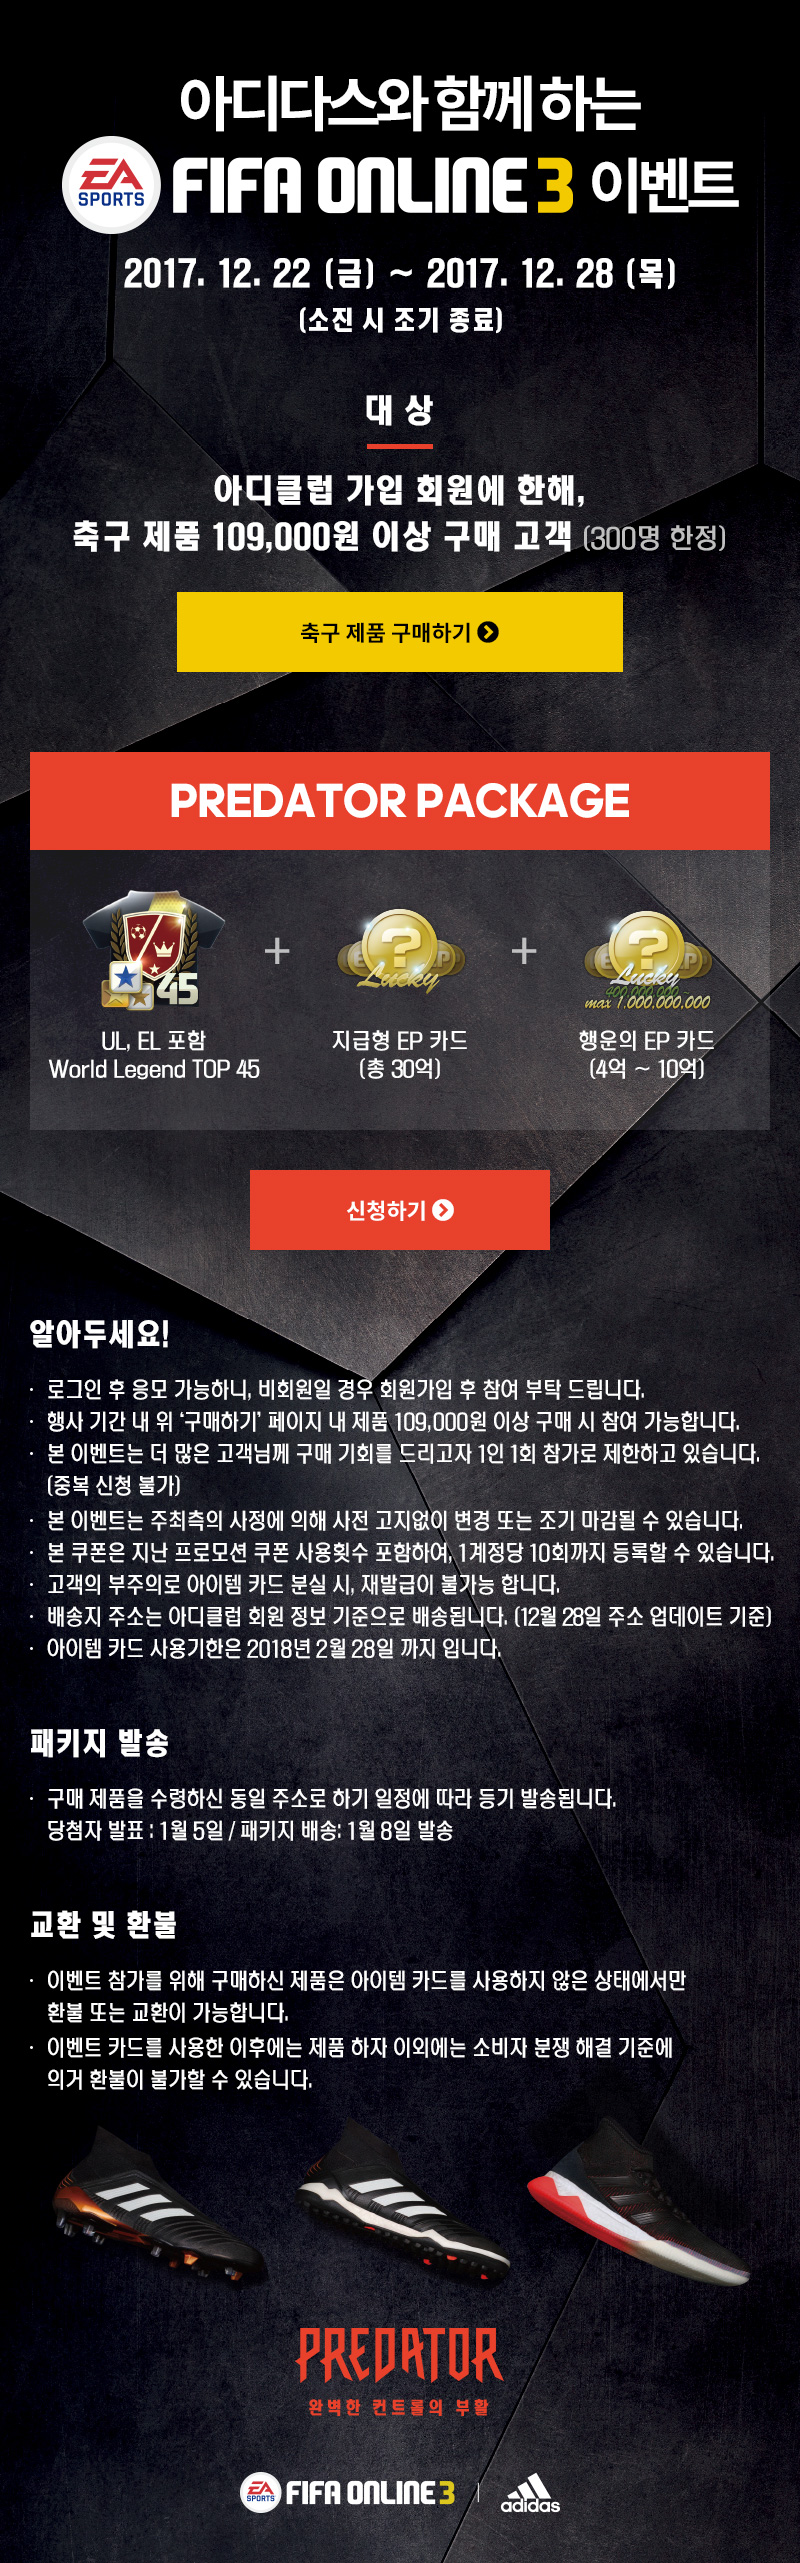 아디다스와 함께 하는
EA SPORTS FIFA ONLINE 3 이벤트
2017. 12. 22 (금) ~ 2017. 12. 28 (목)
(소진 시 조기 종료)
대 상
아디클럽 가입 회원에 한해,
축구 제품 109,000원 이상 구매 고객 (300명 한정)
축구 제품 구매하기
PREDATOR PACKAGE
45
+
?
EP
Lucky
+
?
EP
Lucky
400,000,000 ~
max 1,000,000,000
UL, EL 포함
World Legend TOP 45
지급형 EP 카드
(총 30억)
행운의 EP 카드
(4억 ~ 10억)
신청하기
알아두세요!
· 로그인 후 응모 가능하니, 비회원일 경우 회원가입 후 참여 부탁 드립니다.
· 행사 기간 내 위 ‘구매하기’ 페이지 내 제품 109,000원 이상 구매 시 참여 가능합니다.
· 본 이벤트는 더 많은 고객님께 구매 기회를 드리고자 1인 1회 참가로 제한하고 있습니다.
(중복 신청 불가)
· 본 이벤트는 주최측의 사정에 의해 사전 고지없이 변경 또는 조기 마감될 수 있습니다.
· 본 쿠폰은 지난 프로모션 쿠폰 사용횟수 포함하여, 1계정당 10회까지 등록할 수 있습니다.
· 고객의 부주의로 아이템 카드 분실 시, 재발급이 불가능 합니다.
· 배송지 주소는 아디클럽 회원 정보 기준으로 배송됩니다. (12월 28일 주소 업데이트 기준)
· 아이템 카드 사용기한은 2018년 2월 28일 까지 입니다.
패키지 발송
· 구매 제품을 수령하신 동일 주소로 하기 일정에 따라 등기 발송됩니다.
당첨자 발표 : 1월 5일 / 패키지 배송: 1월 8일 발송
교환 및 환불
· 이벤트 참가를 위해 구매하신 제품은 아이템 카드를 사용하지 않은 상태에서만
환불 또는 교환이 가능합니다.
· 이벤트 카드를 사용한 이후에는 제품 하자 이외에는 소비자 분쟁 해결 기준에
의거 환불이 불가할 수 있습니다.
PREDATOR
완벽한 컨트롤의 부활
EA SPORTS FIFA ONLINE 3 | adidas